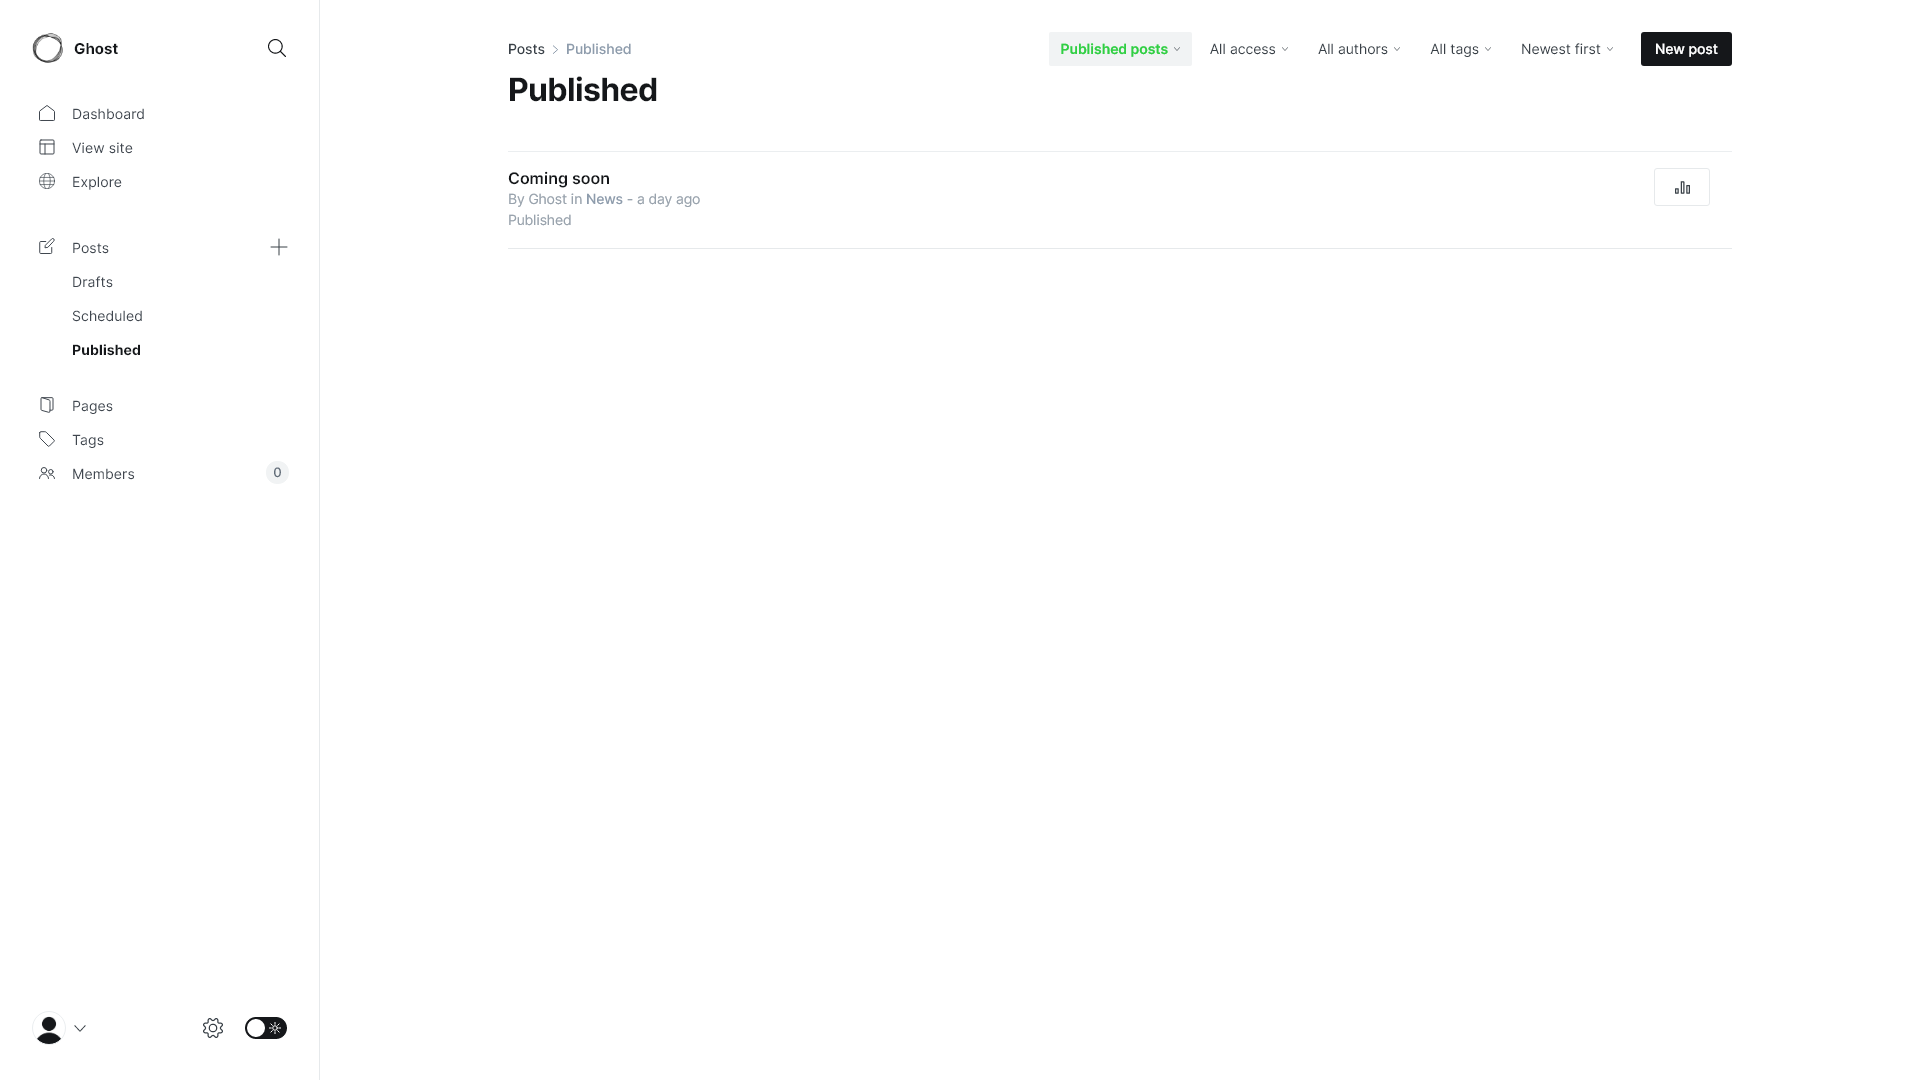 Ghost
Dashboard
View site
Explore
Posts
Drafts
Scheduled
Published
Pages
Tags
Members
0
Posts
Published
Published posts
All access
All authors
All tags
Newest first
New post
Published
Coming soon
By Ghost in News - a day ago
Published